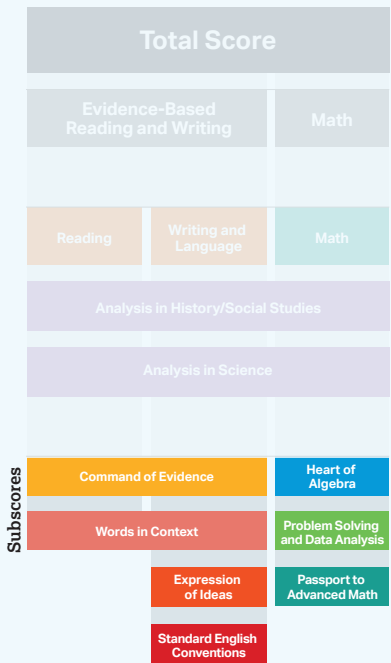 Total Score
Evidence-Based
Reading and Writing
Math
Reading
Writing and
Language
Math
Analysis in History/Social Studies
Analysis in Science
Subscores
Command of Evidence
Heart of
Algebra
Words in Context
Problem Solving
and Data Analysis
Expression
of Ideas
Passport to
Advanced Math
Standard English
Conventions